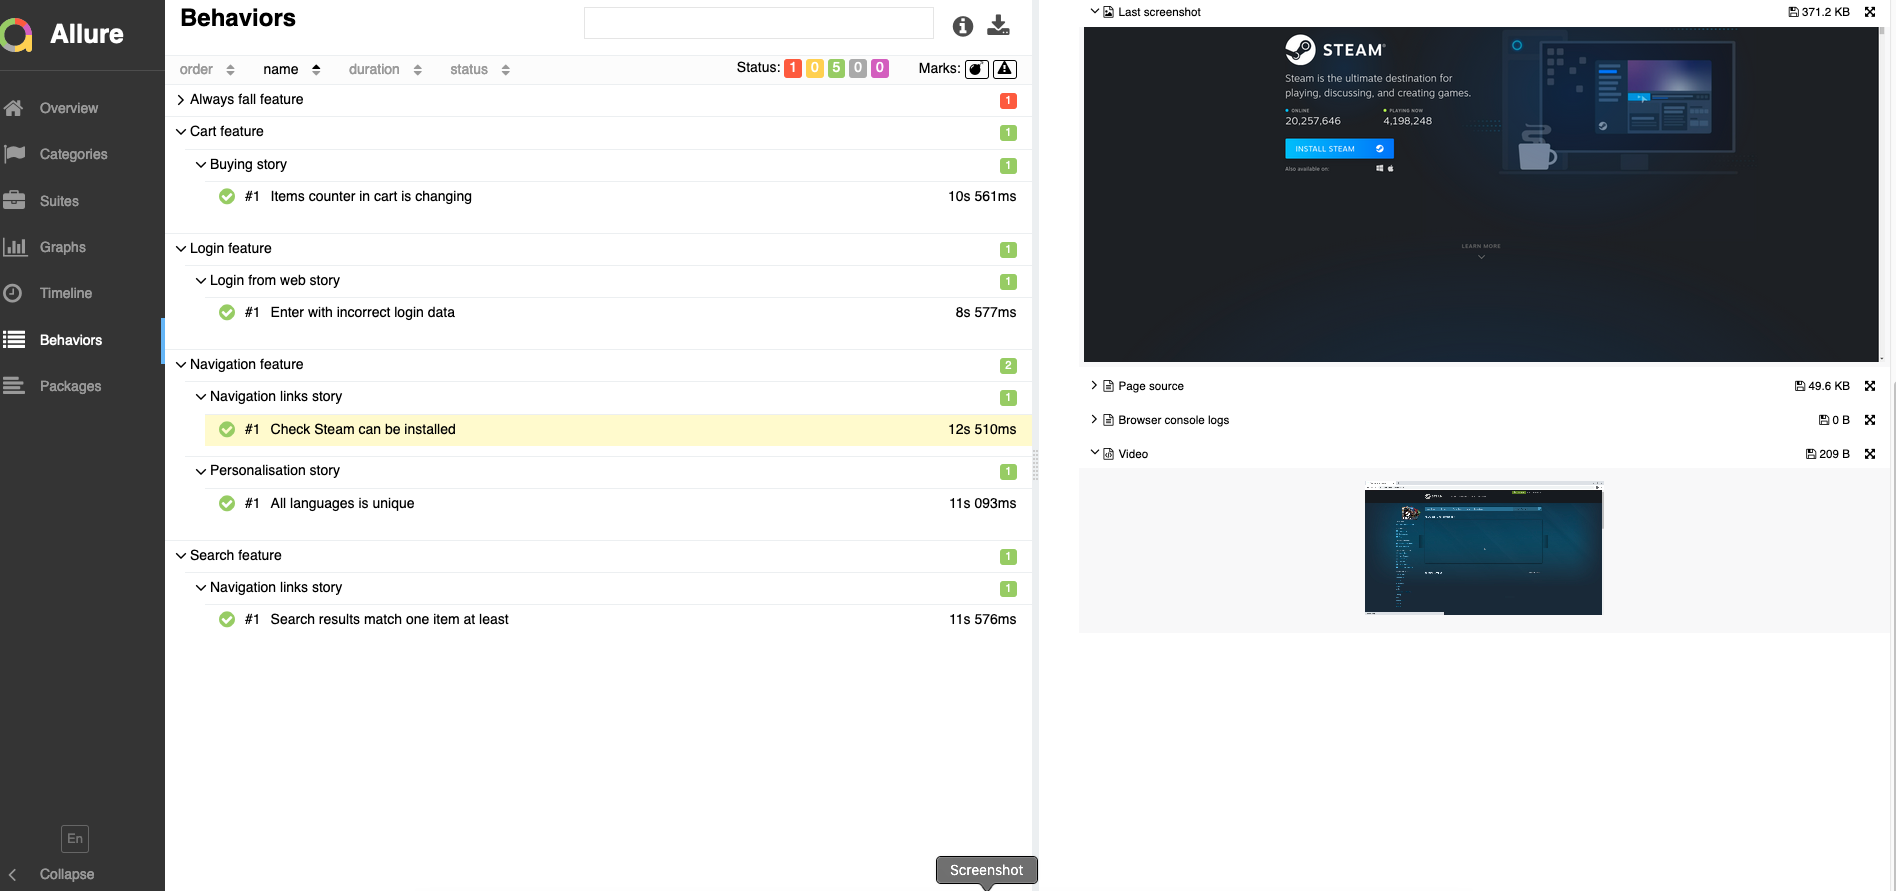 Allure
Overview
Categories
Suites
Graphs
Timeline
Behaviors
Packages
En
Collapse
Behaviors
order name duration status Status: 1 0 5 0 0 Marks:
Always fall feature 1
Cart feature 1
Buying story 1
#1 Items counter in cart is changing 10s 561ms
Login feature 1
Login from web story 1
#1 Enter with incorrect login data 8s 577ms
Navigation feature 2
Navigation links story 1
#1 Check Steam can be installed 12s 510ms
Personalisation story 1
#1 All languages is unique 11s 093ms
Search feature 1
Navigation links story 1
#1 Search results match one item at least 11s 576ms
Screenshot
Last screenshot 371.2 KB
STEAM
Steam is the ultimate destination for
playing, discussing, and creating games.
ONLINE PLAYING NOW
20,257,646 4,198,248
INSTALL STEAM
Also available on:
LEARN MORE
Page source 49.6 KB
Browser console logs 0 B
Video 209 B